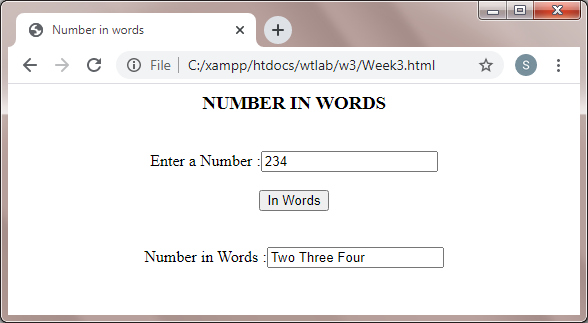 Number in words
File C:/xampp/htdocs/wtlab/w3/Week3.html
S
NUMBER IN WORDS
Enter a Number :234
In Words
Number in Words :Two Three Four